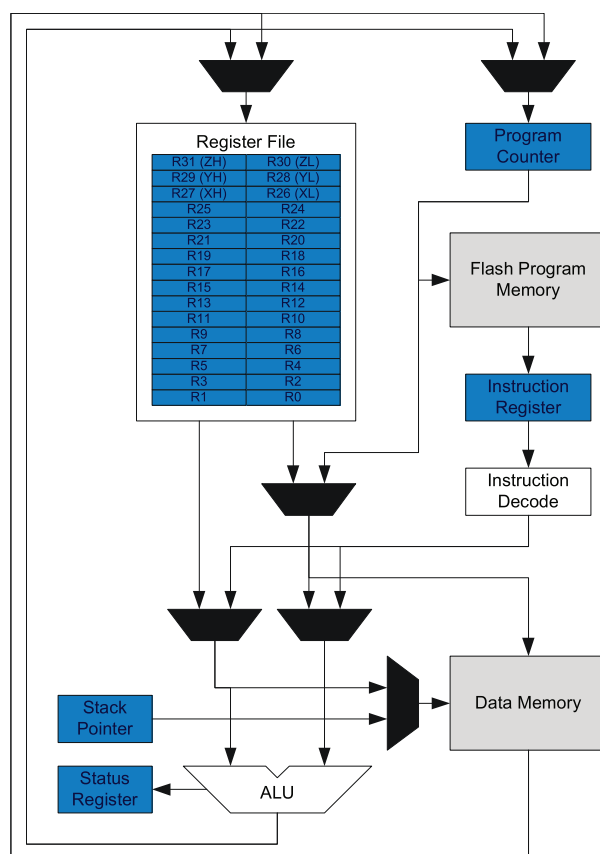 Register File
R31 (ZH) R30 (ZL)
R29 (YH) R28 (YL)
R27 (XH) R26 (XL)
R25 R24
R23 R22
R21 R20
R19 R18
R17 R16
R15 R14
R13 R12
R11 R10
R9 R8
R7 R6
R5 R4
R3 R2
R1 R0
Program
Counter
Flash Program
Memory
Instruction
Register
Instruction
Decode
Stack
Pointer
Data Memory
Status
Register
ALU